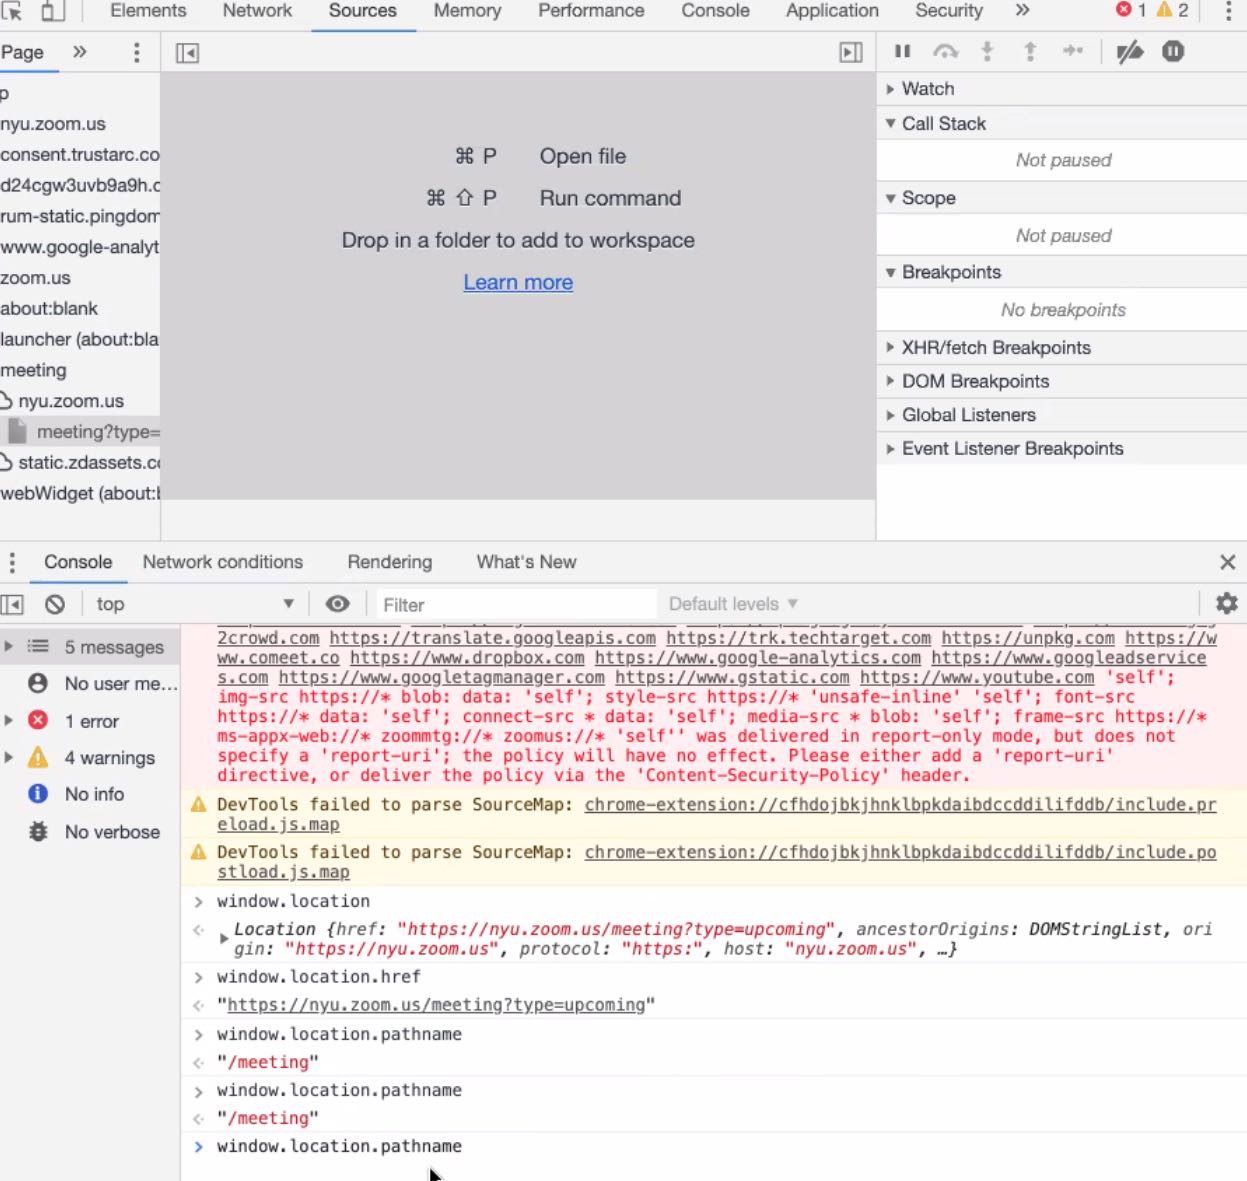 Elements Network Sources Memory Performance Console Application Security » 1 2
Page »
p
nyu.zoom.us
consent.trustarc.co
d24cgw3uvb9a9h.c
rum-static.pingdom
www.google-analyt
zoom.us
about:blank
launcher (about:bla
meeting
nyu.zoom.us
meeting?type=
static.zdassets.co
webWidget (about:b
⌘ P Open file
⌘ ⇧ P Run command
Drop in a folder to add to workspace
Learn more
Watch
Call Stack
Not paused
Scope
Not paused
Breakpoints
No breakpoints
XHR/fetch Breakpoints
DOM Breakpoints
Global Listeners
Event Listener Breakpoints
Console Network conditions Rendering What's New
top Filter Default levels
5 messages
No user me...
1 error
4 warnings
No info
No verbose
2crowd.com https://translate.googleapis.com https://trk.techtarget.com https://unpkg.com https://w
ww.comeet.co https://www.dropbox.com https://www.google-analytics.com https://www.googleadservice
s.com https://www.googletagmanager.com https://www.gstatic.com https://www.youtube.com 'self';
img-src https://* blob: data: 'self'; style-src https://* 'unsafe-inline' 'self'; font-src
https://* data: 'self'; connect-src * data: 'self'; media-src * blob: 'self'; frame-src https://*
ms-appx-web://* zoommtg://* zoomus://* 'self'' was delivered in report-only mode, but does not
specify a 'report-uri'; the policy will have no effect. Please either add a 'report-uri'
directive, or deliver the policy via the 'Content-Security-Policy' header.
DevTools failed to parse SourceMap: chrome-extension://cfhdojbkjhnklbpkdaibdccddilifddb/include.pr
eload.js.map
DevTools failed to parse SourceMap: chrome-extension://cfhdojbkjhnklbpkdaibdccddilifddb/include.po
stload.js.map
> window.location
Location {href: "https://nyu.zoom.us/meeting?type=upcoming", ancestorOrigins: DOMStringList, ori
gin: "https://nyu.zoom.us", protocol: "https:", host: "nyu.zoom.us", …}
> window.location.href
"https://nyu.zoom.us/meeting?type=upcoming"
> window.location.pathname
"/meeting"
> window.location.pathname
"/meeting"
> window.location.pathname